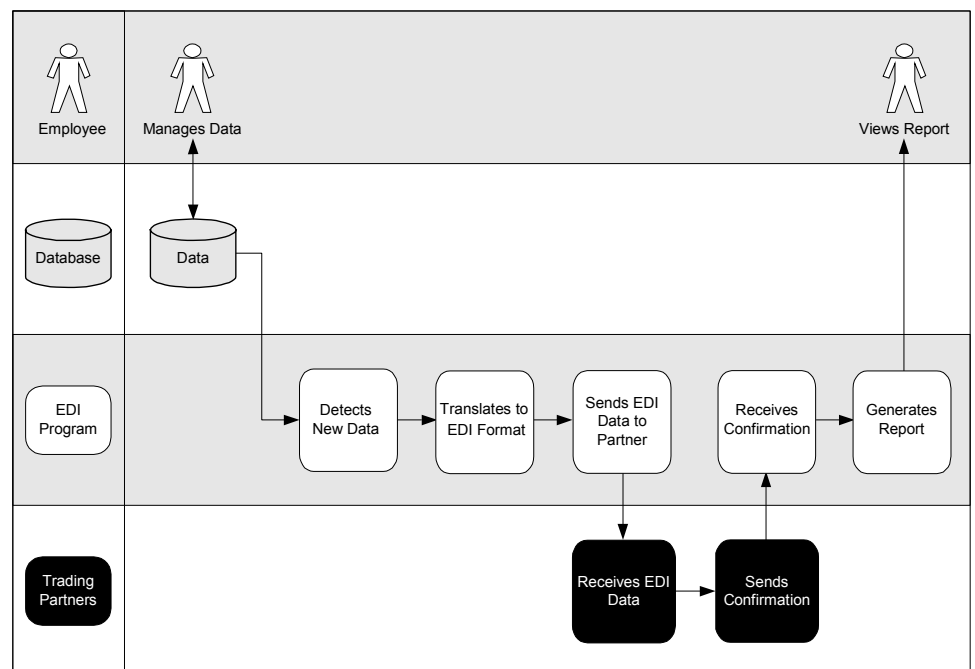 Employee
Manages Data
Views Report
Database
Data
EDI
Program
Detects
New Data
Translates to
EDI Format
Sends EDI
Data to
Partner
Receives
Confirmation
Generates
Report
Trading
Partners
Receives EDI
Data
Sends
Confirmation